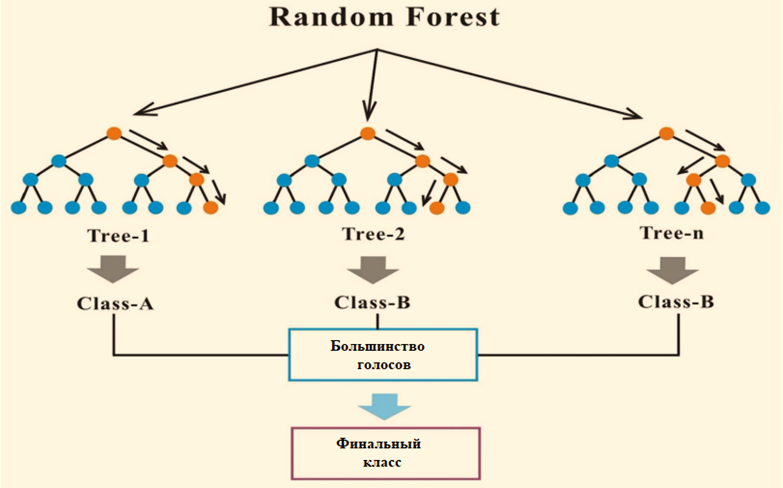 Random Forest
Tree-1
Tree-2
Tree-n
Class-A
Class-B
Class-B
Большинство
голосов
Финальный
класс